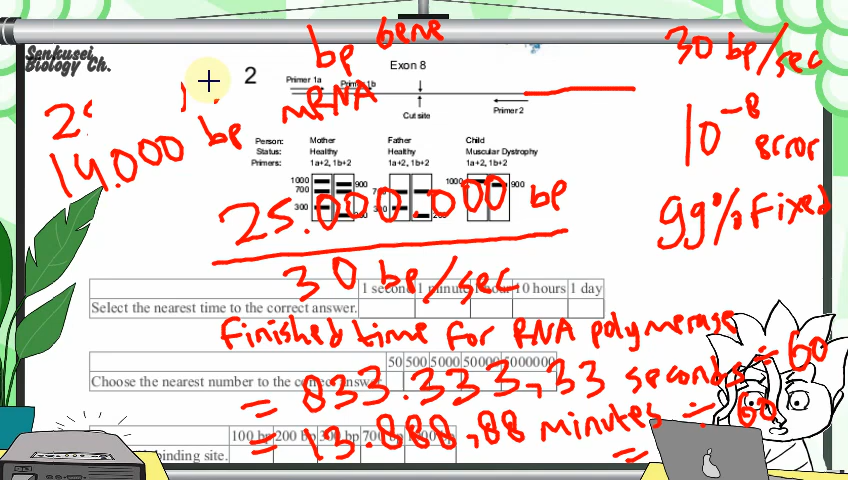 Senkusei
Biology Ch.
bp Gene
30 bp/sec
2
Exon 8
Primer 1a Primer 1b
14.000 bp mRNA
Cut site
Primer 2
10⁻⁸ error
Person: Mother Father Child
Status: Healthy Healthy Muscular Dystrophy
Primers: 1a+2, 1b+2 1a+2, 1b+2 1a+2, 1b+2
1000 700 300 900 1000 900
25.000.000 bp
99% Fixed
30 bp/sec
1 second 1 minute 1 hour 10 hours 1 day
Select the nearest time to the correct answer.
Finished time for RNA polymerase
50 500 5000 50000 5000000
Choose the nearest number to the correct answer.
= 833.333,33 seconds ÷ 60
= 13.888,88 minutes ÷ 60
=
100 bp 200 bp 300 bp 700 bp
binding site.